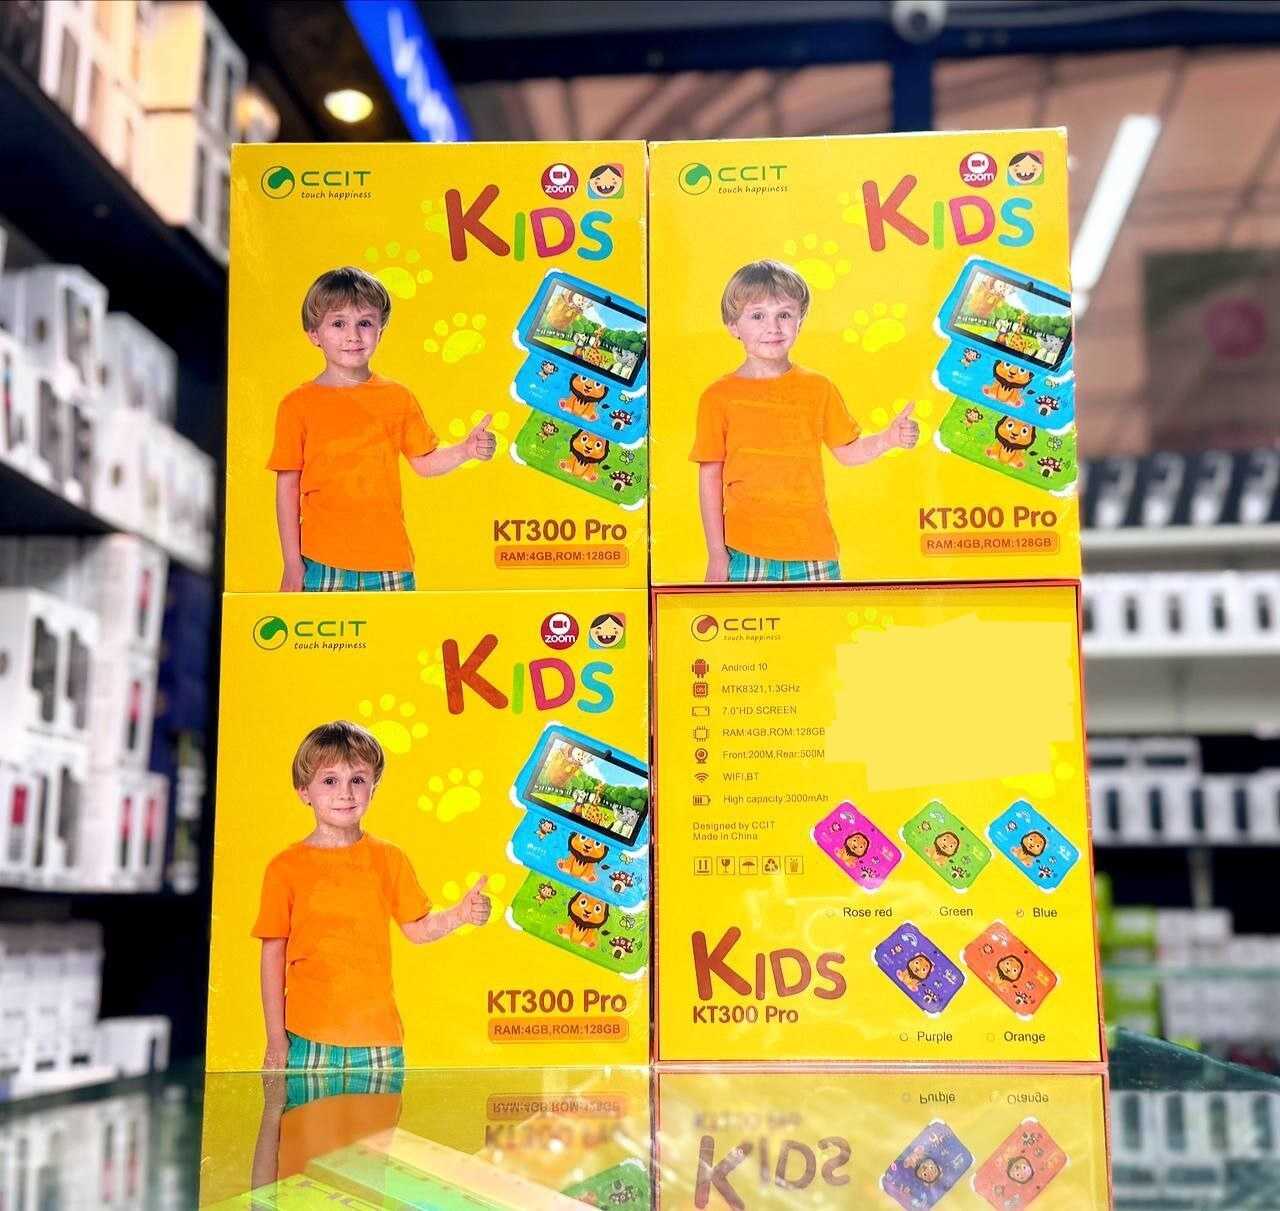 CCIT
touch happiness
zoom
KIDS
KT300 Pro
RAM:4GB,ROM:128GB
CCIT
touch happiness
zoom
KIDS
KT300 Pro
RAM:4GB,ROM:128GB
CCIT
touch happiness
zoom
KIDS
KT300 Pro
RAM:4GB,ROM:128GB
CCIT
touch happiness
Android 10
MTK8321,1.3GHz
7.0"HD SCREEN
RAM:4GB,ROM:128GB
Front:200M,Rear:500M
WIFI,BT
High capacity:3000mAh
Designed by CCIT
Made in China
Rose red
Green
Blue
KIDS
KT300 Pro
Purple
Orange